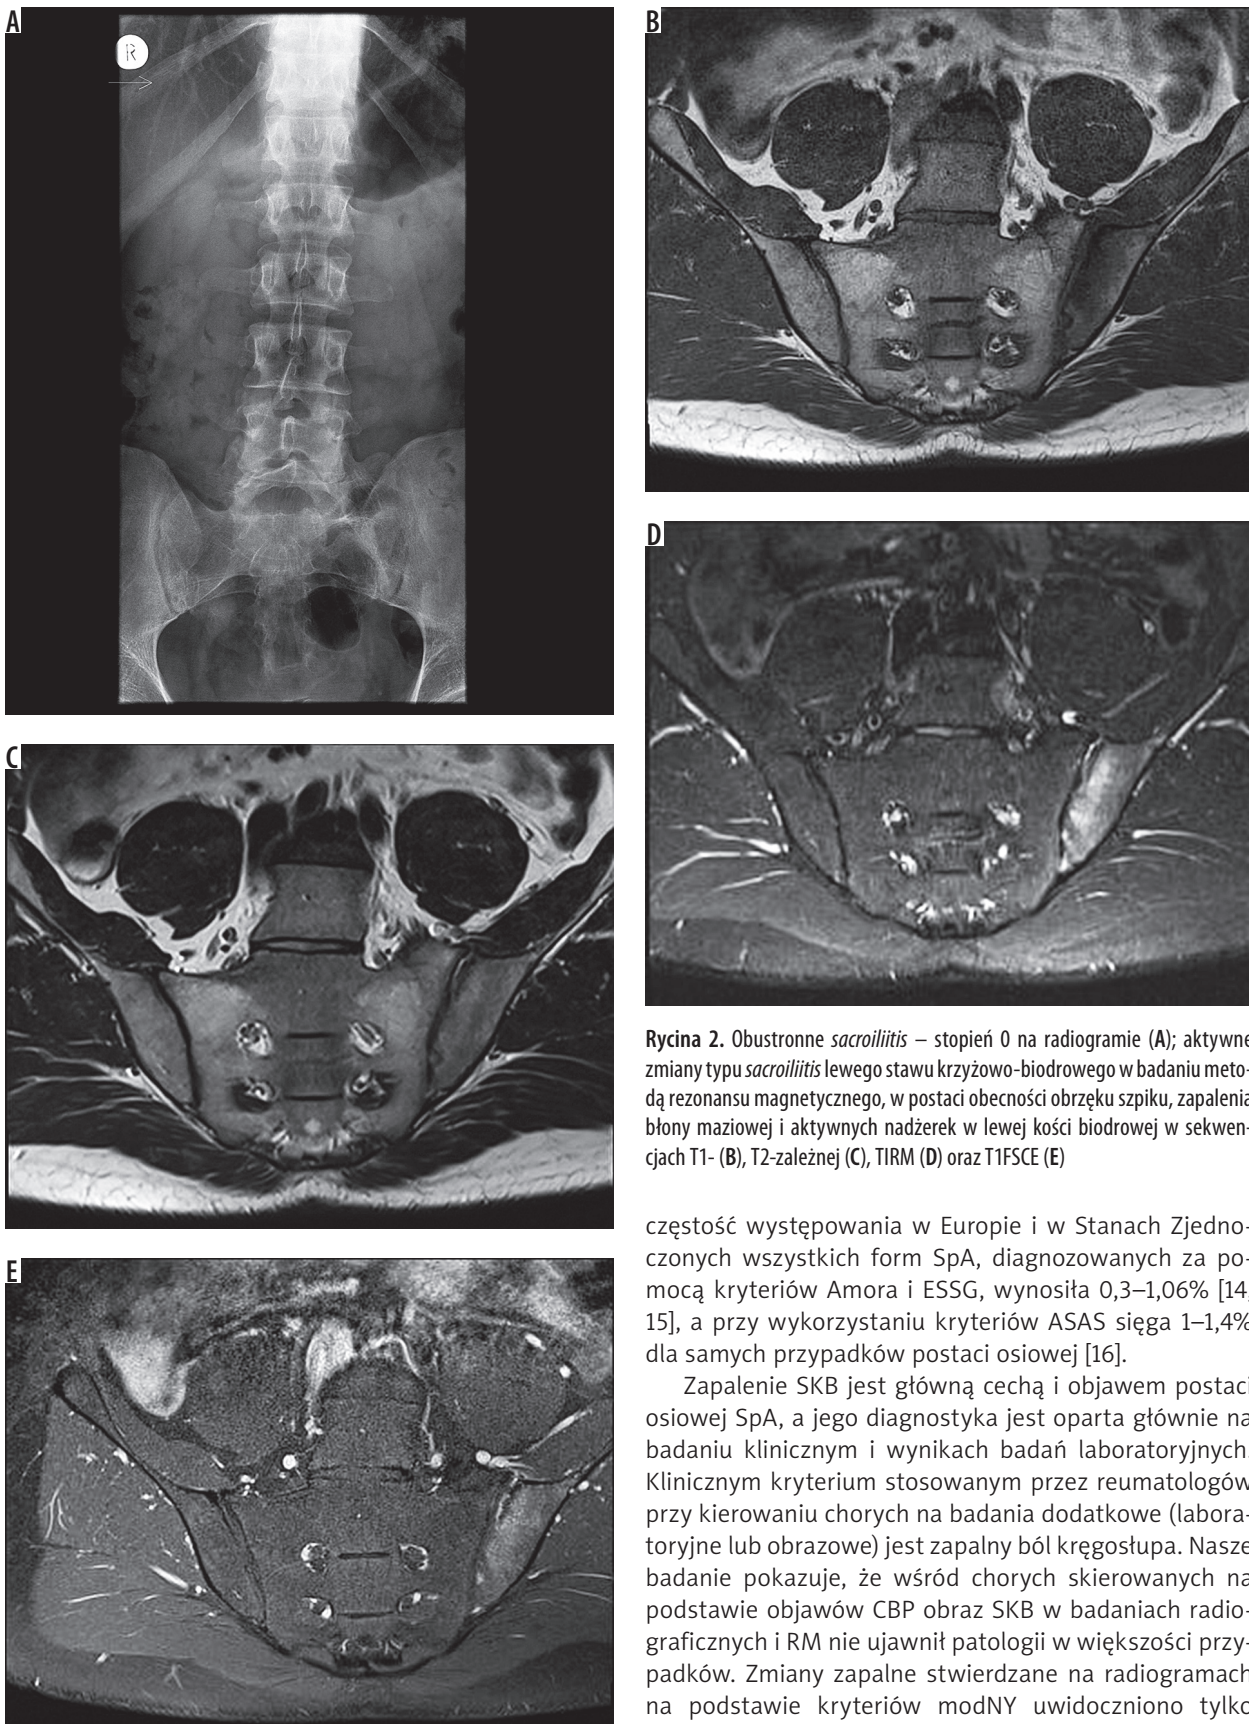 A
R
B
C
D
E
Rycina 2. Obustronne sacroiliitis – stopień 0 na radiogramie (A); aktywne
zmiany typu sacroiliitis lewego stawu krzyżowo-biodrowego w badaniu meto-
dą rezonansu magnetycznego, w postaci obecności obrzęku szpiku, zapalenia
błony maziowej i aktywnych nadżerek w lewej kości biodrowej w sekwen-
cjach T1- (B), T2-zależnej (C), TIRM (D) oraz T1FSCE (E)
częstość występowania w Europie i w Stanach Zjedno-
czonych wszystkich form SpA, diagnozowanych za po-
mocą kryteriów Amora i ESSG, wynosiła 0,3–1,06% [14,
15], a przy wykorzystaniu kryteriów ASAS sięga 1–1,4%
dla samych przypadków postaci osiowej [16].
Zapalenie SKB jest główną cechą i objawem postaci
osiowej SpA, a jego diagnostyka jest oparta głównie na
badaniu klinicznym i wynikach badań laboratoryjnych.
Klinicznym kryterium stosowanym przez reumatologów
przy kierowaniu chorych na badania dodatkowe (labora-
toryjne lub obrazowe) jest zapalny ból kręgosłupa. Nasze
badanie pokazuje, że wśród chorych skierowanych na
podstawie objawów CBP obraz SKB w badaniach radio-
graficznych i RM nie ujawnił patologii w większości przy-
padków. Zmiany zapalne stwierdzane na radiogramach
na podstawie kryteriów modNY uwidoczniono tylko